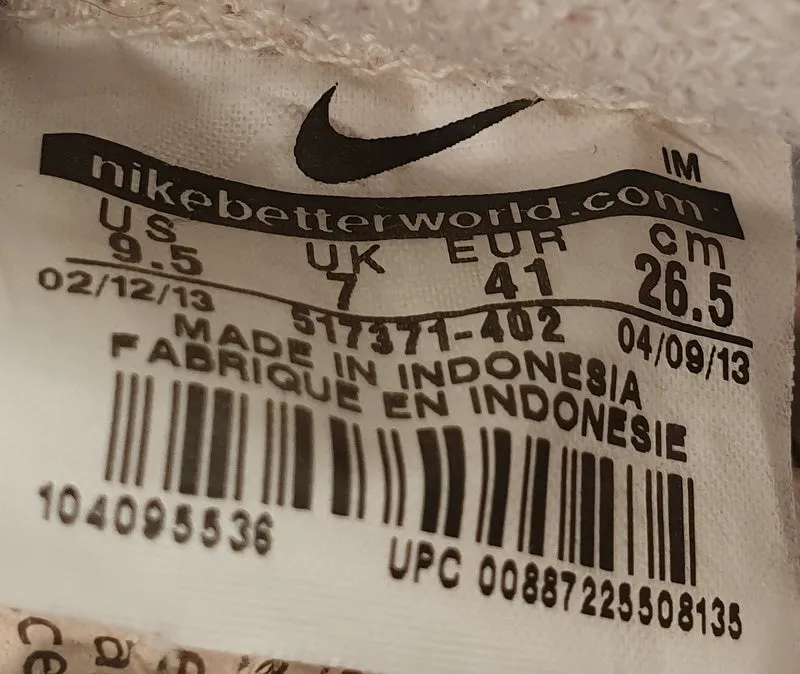 IM
nikebetterworld.com
US UK EUR cm
9.5 7 41 26.5
02/12/13 517371-402 04/09/13
MADE IN INDONESIA
FABRIQUE EN INDONESIE
104095536
UPC 00887225508135